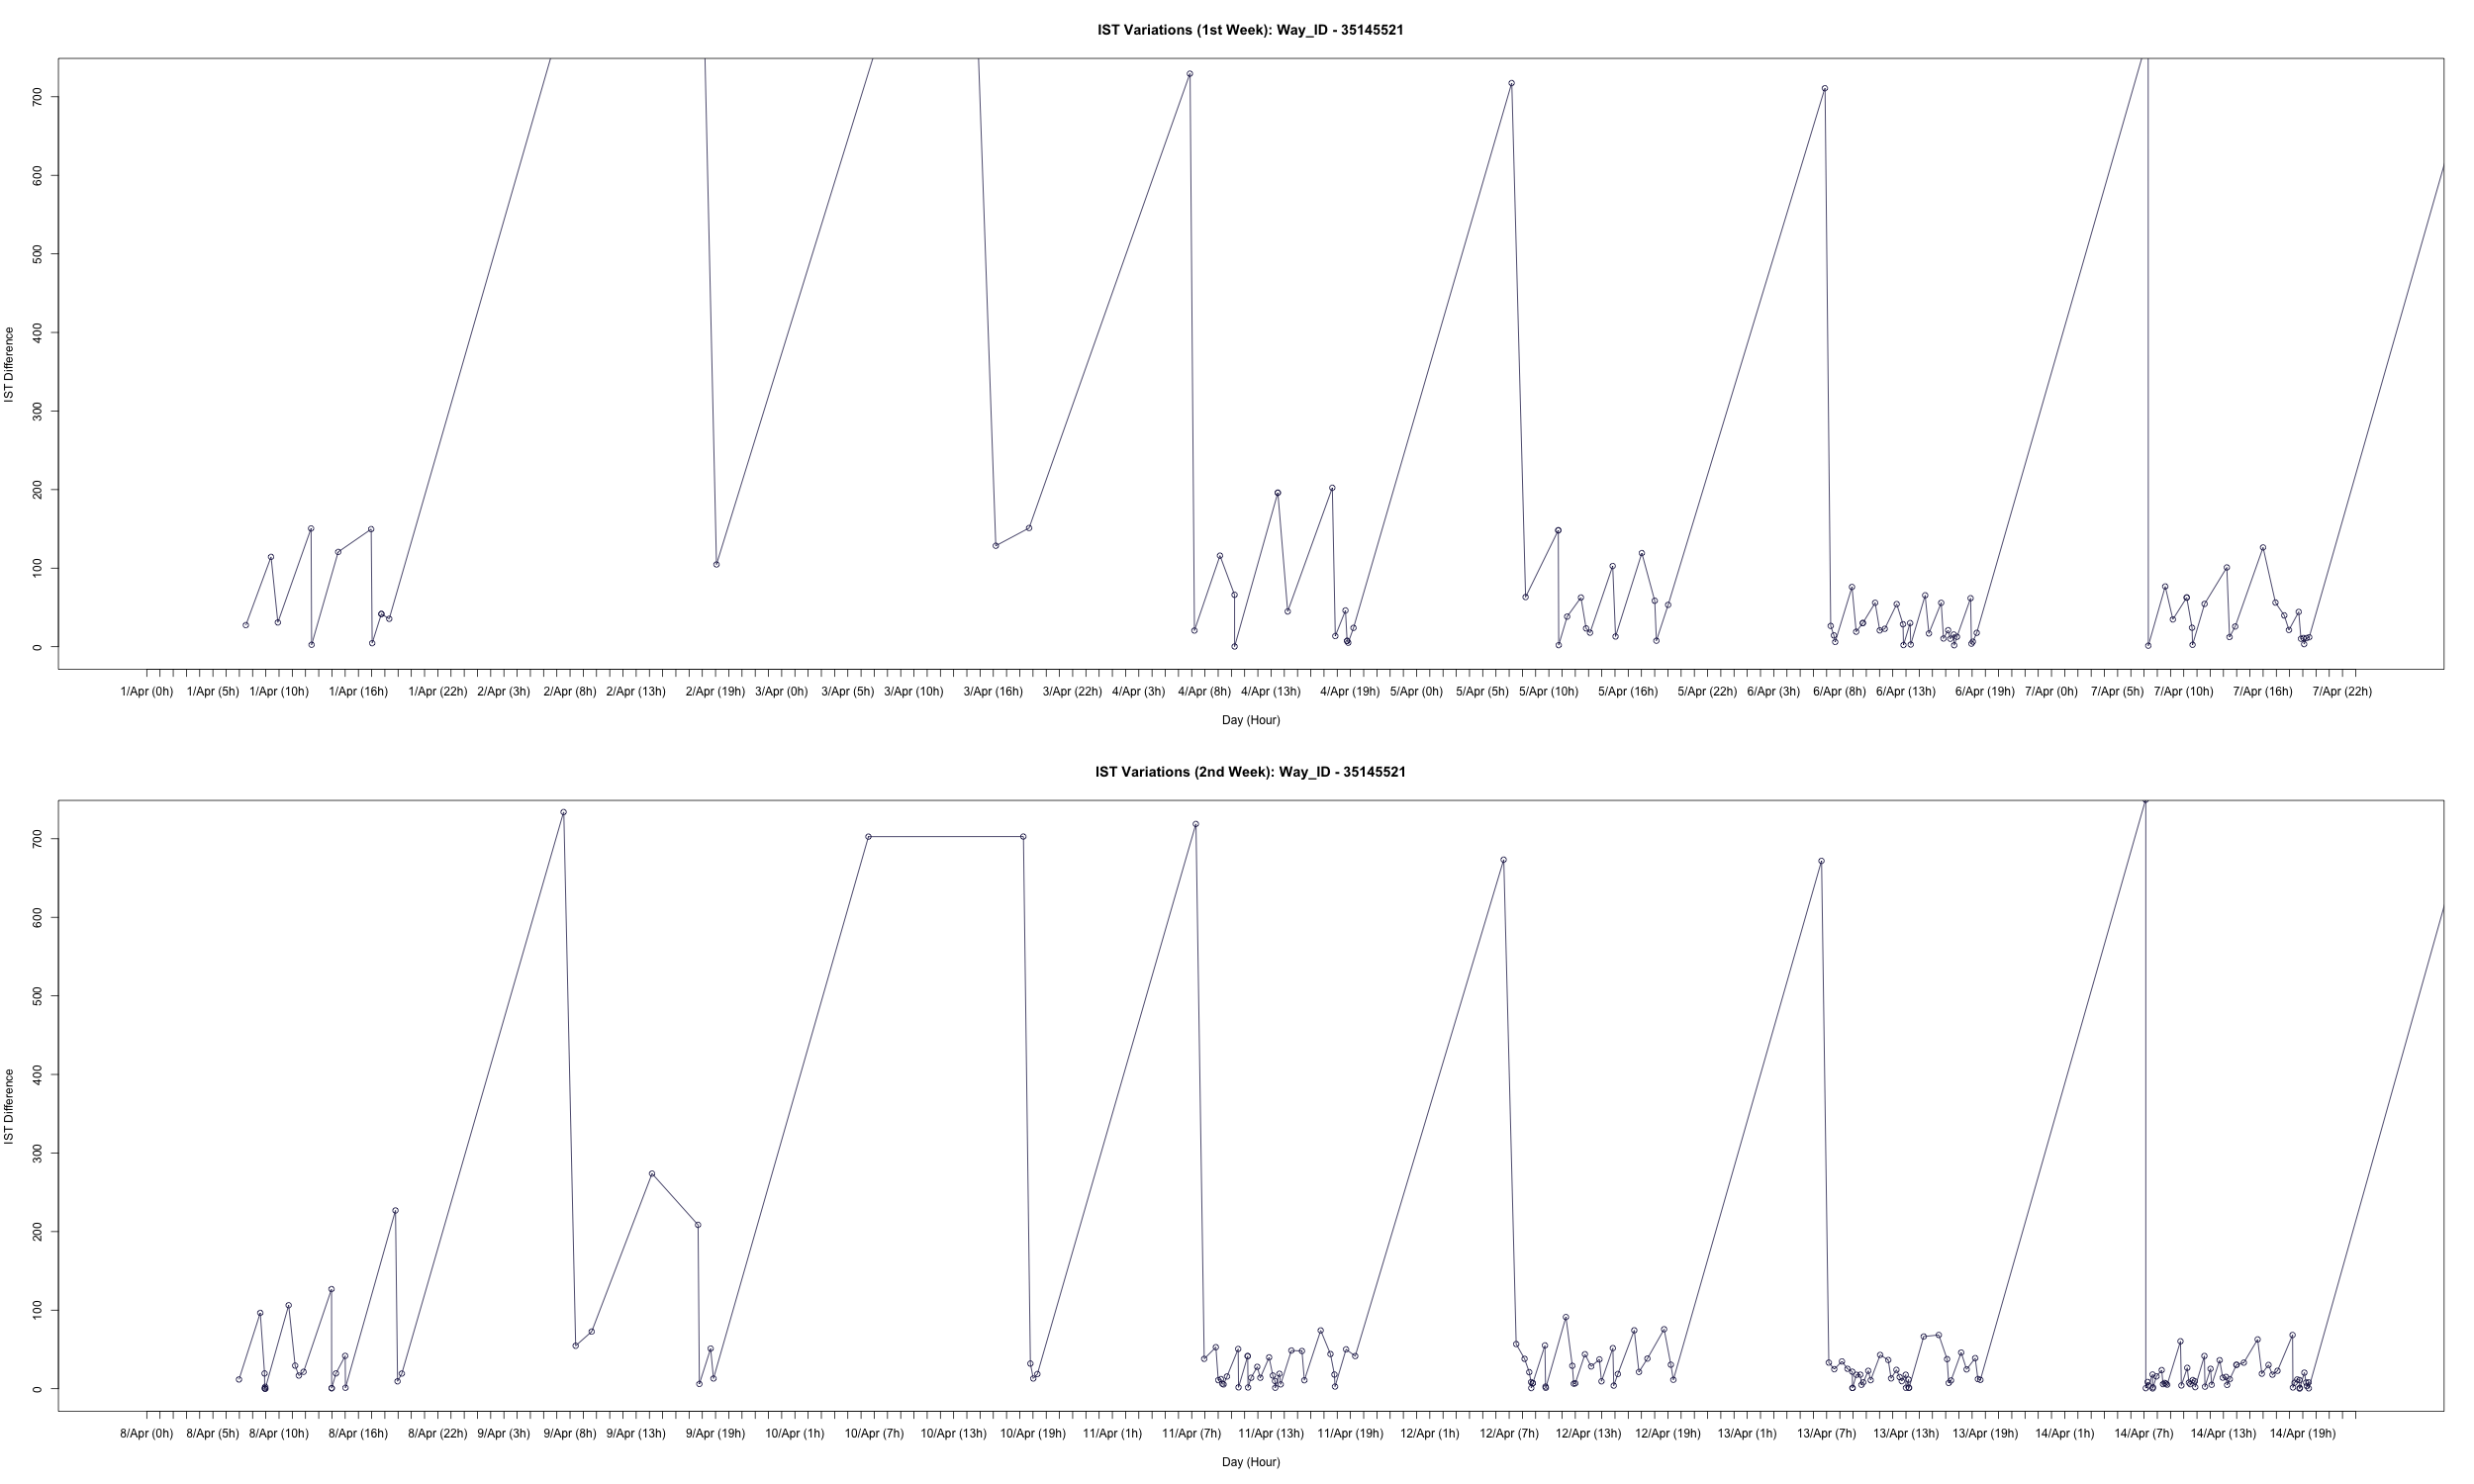 IST Variations (1st Week): Way_ID - 35145521
IST Difference
700
600
500
400
300
200
100
0
1/Apr (0h) 1/Apr (5h) 1/Apr (10h) 1/Apr (16h) 1/Apr (22h) 2/Apr (3h) 2/Apr (8h) 2/Apr (13h) 2/Apr (19h) 3/Apr (0h) 3/Apr (5h) 3/Apr (10h) 3/Apr (16h) 3/Apr (22h) 4/Apr (3h) 4/Apr (8h) 4/Apr (13h) 4/Apr (19h) 5/Apr (0h) 5/Apr (5h) 5/Apr (10h) 5/Apr (16h) 5/Apr (22h) 6/Apr (3h) 6/Apr (8h) 6/Apr (13h) 6/Apr (19h) 7/Apr (0h) 7/Apr (5h) 7/Apr (10h) 7/Apr (16h) 7/Apr (22h)
Day (Hour)
IST Variations (2nd Week): Way_ID - 35145521
IST Difference
700
600
500
400
300
200
100
0
8/Apr (0h) 8/Apr (5h) 8/Apr (10h) 8/Apr (16h) 8/Apr (22h) 9/Apr (3h) 9/Apr (8h) 9/Apr (13h) 9/Apr (19h) 10/Apr (1h) 10/Apr (7h) 10/Apr (13h) 10/Apr (19h) 11/Apr (1h) 11/Apr (7h) 11/Apr (13h) 11/Apr (19h) 12/Apr (1h) 12/Apr (7h) 12/Apr (13h) 12/Apr (19h) 13/Apr (1h) 13/Apr (7h) 13/Apr (13h) 13/Apr (19h) 14/Apr (1h) 14/Apr (7h) 14/Apr (13h) 14/Apr (19h)
Day (Hour)